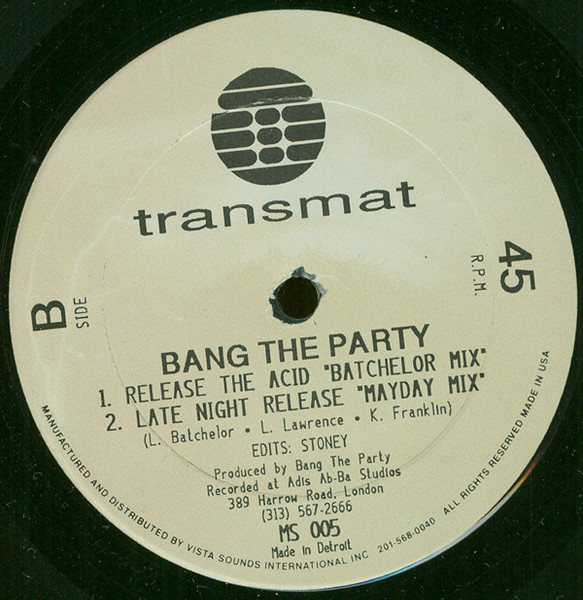 transmat
B
SIDE
45
R.P.M.
BANG THE PARTY
1. RELEASE THE ACID "BATCHELOR MIX"
2. LATE NIGHT RELEASE "MAYDAY MIX"
(L. Batchelor • L. Lawrence • K. Franklin)
EDITS: STONEY
Produced by Bang The Party
Recorded at Adis Ab-Ba Studios
389 Harrow Road, London
(313) 567-2666
MS 005
Made in Detroit
MANUFACTURED AND DISTRIBUTED BY VISTA SOUNDS INTERNATIONAL INC 201-568-0040 ALL RIGHTS RESERVED MADE IN USA